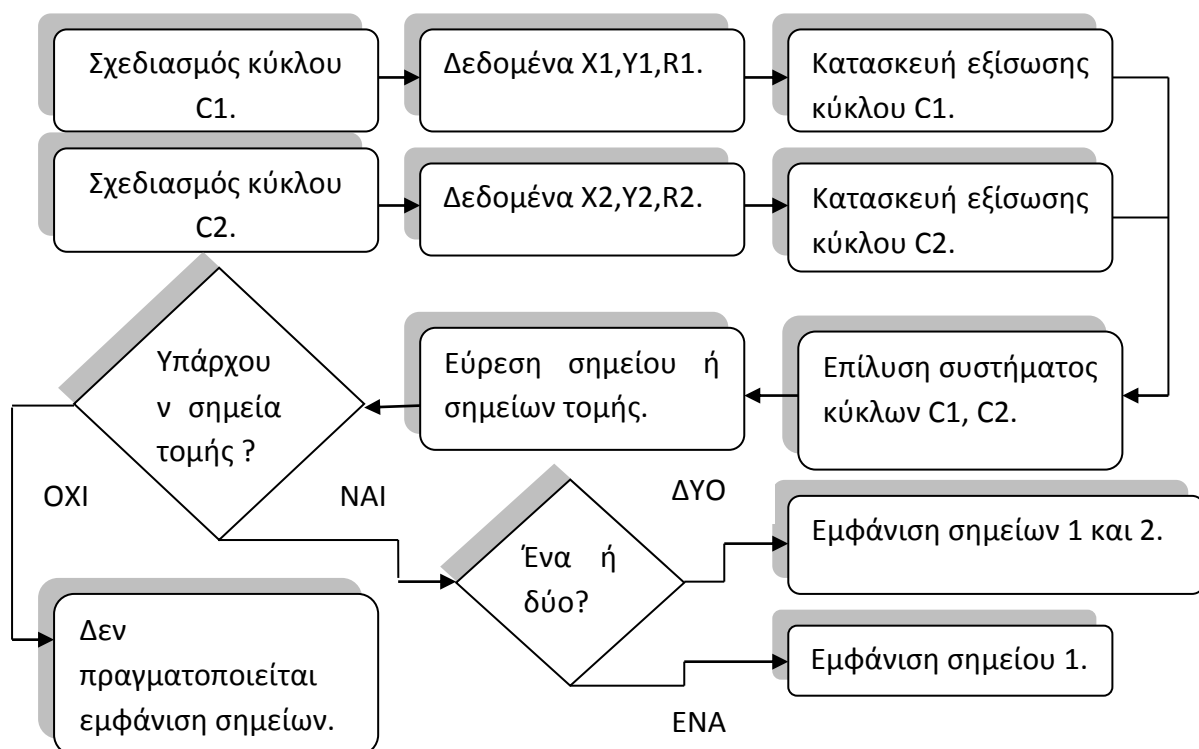 Σχεδιασμός κύκλου
C1.
Δεδομένα X1,Y1,R1.
Κατασκευή εξίσωσης
κύκλου C1.
Σχεδιασμός κύκλου
C2.
Δεδομένα X2,Y2,R2.
Κατασκευή εξίσωσης
κύκλου C2.
Επίλυση συστήματος
κύκλων C1, C2.
Εύρεση σημείου ή
σημείων τομής.
Υπάρχου
ν σημεία
τομής ?
ΟΧΙ
ΝΑΙ
Δεν
πραγματοποιείται
εμφάνιση σημείων.
Ένα ή
δύο?
ΔΥΟ
Εμφάνιση σημείων 1 και 2.
ΕΝΑ
Εμφάνιση σημείου 1.